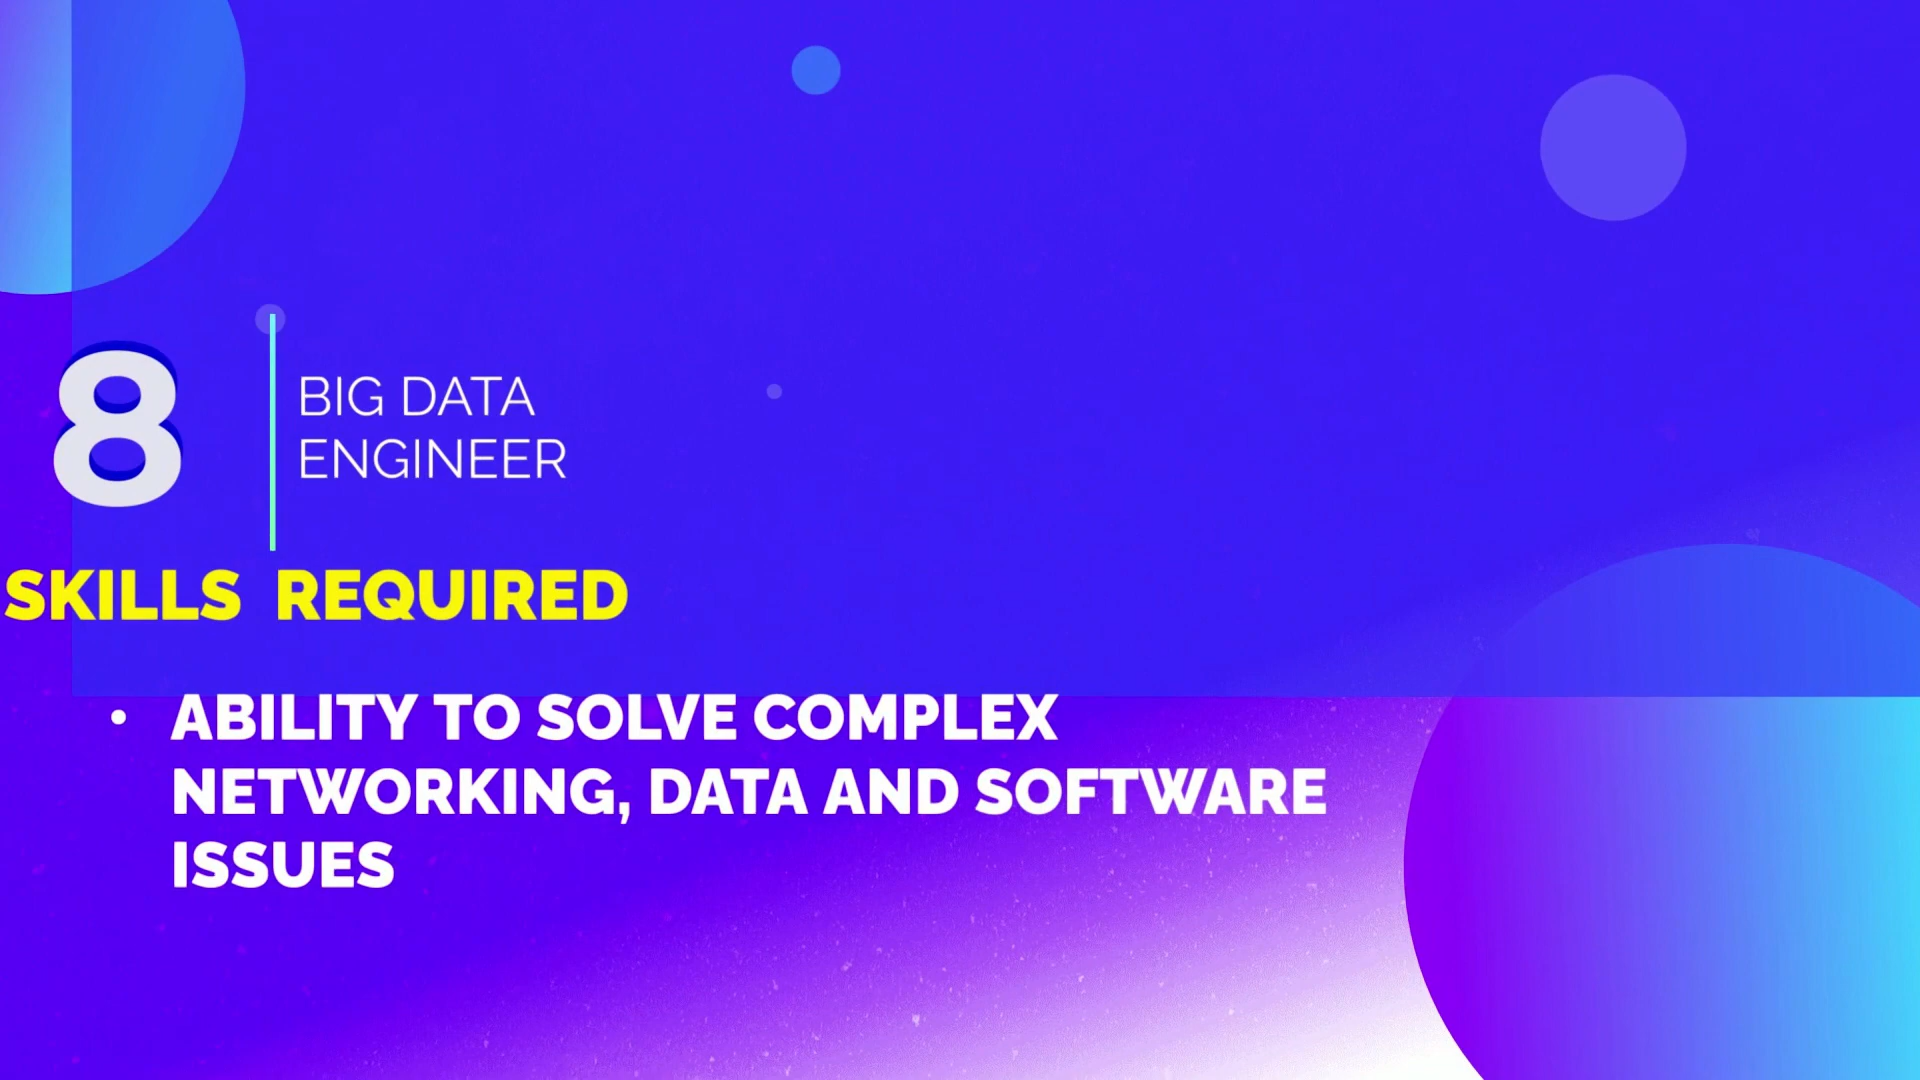 8
BIG DATA
ENGINEER
SKILLS REQUIRED
• ABILITY TO SOLVE COMPLEX
NETWORKING, DATA AND SOFTWARE
ISSUES